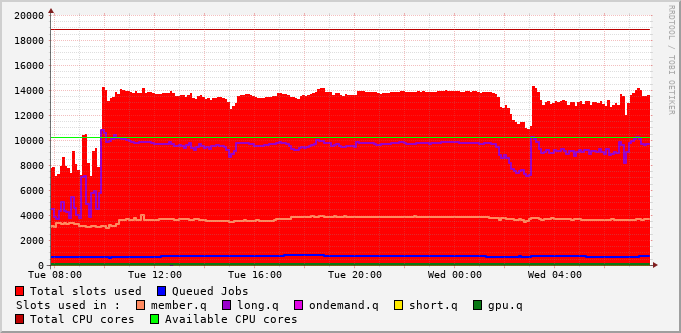 20000
18000
16000
14000
12000
10000
8000
6000
4000
2000
0
Tue 08:00 Tue 12:00 Tue 16:00 Tue 20:00 Wed 00:00 Wed 04:00
Total slots used Queued Jobs
Slots used in : member.q long.q ondemand.q short.q gpu.q
Total CPU cores Available CPU cores
RRDTOOL / TOBI OETIKER